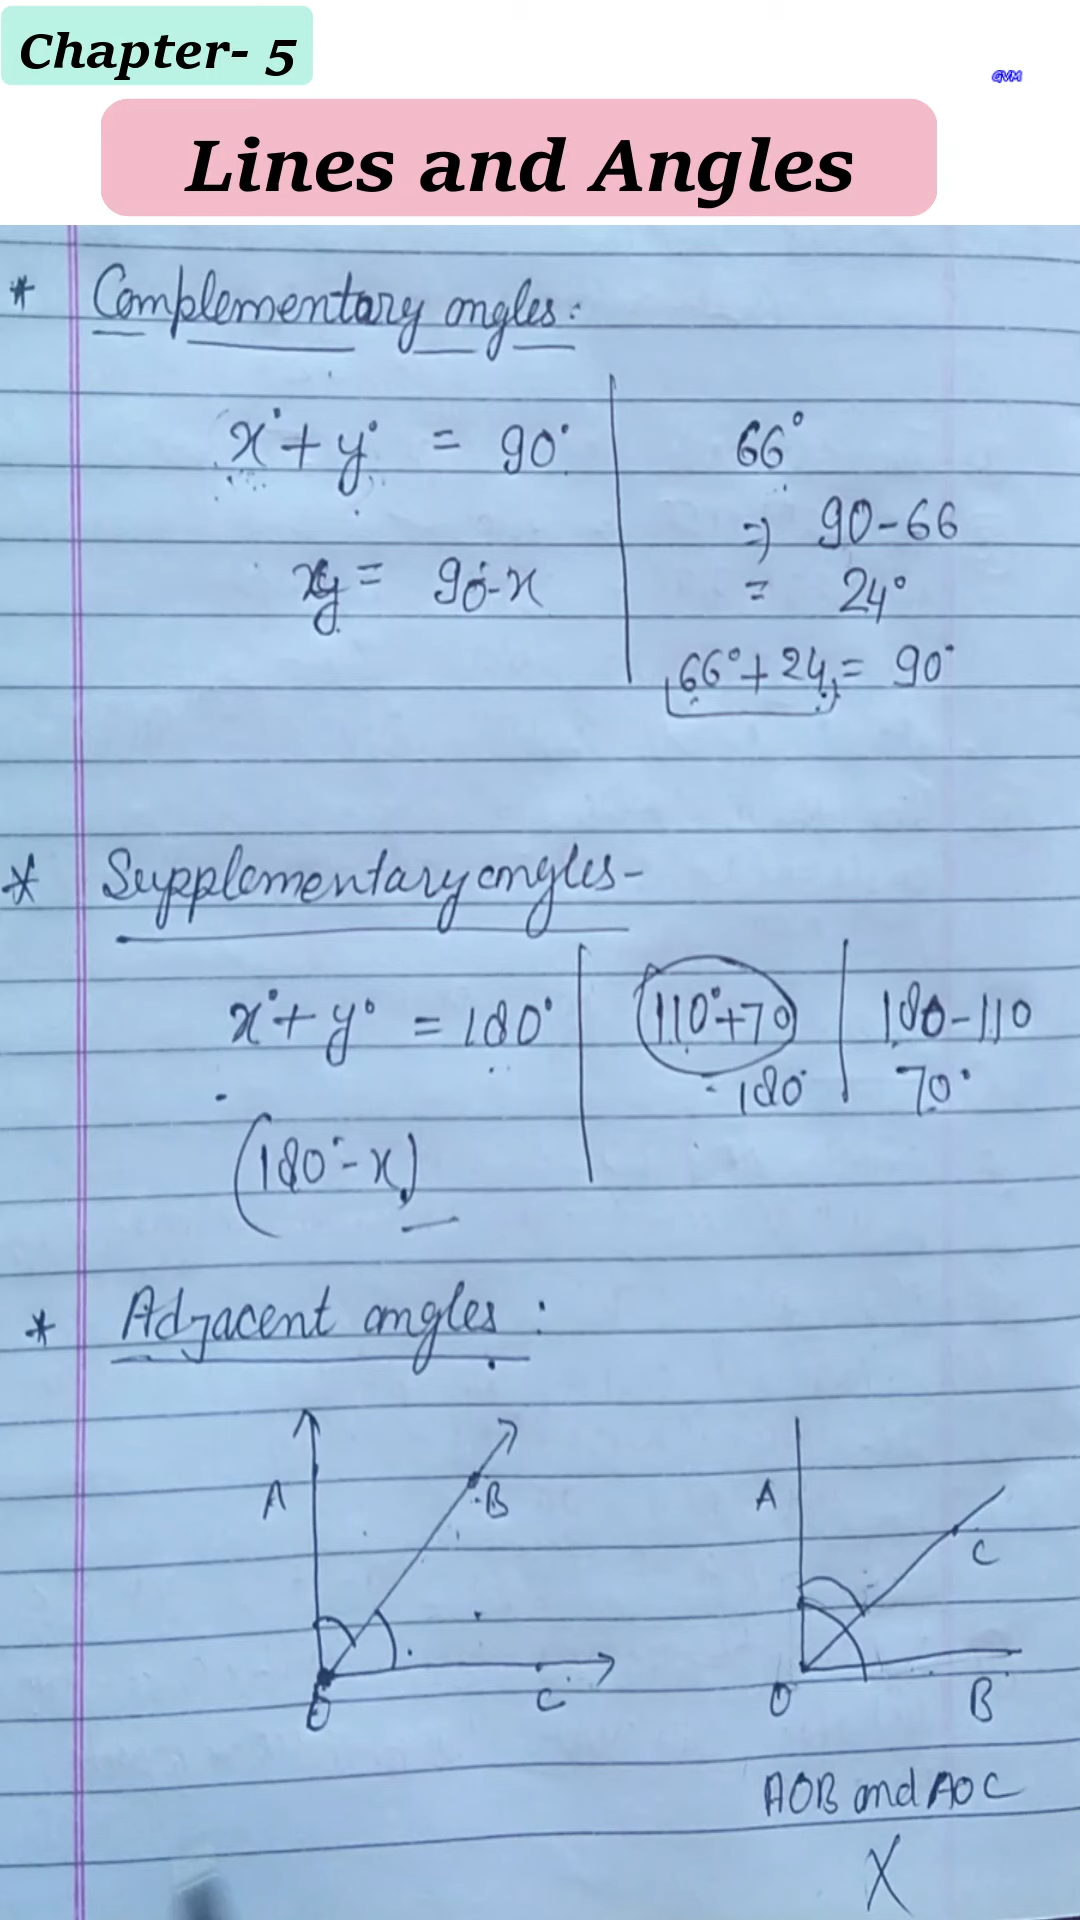 Chapter- 5
GVM
Lines and Angles
* Complementary angles:
x° + y° = 90°
66°
=> 90-66
y = 90°-x
= 24°
66° + 24 = 90°
* Supplementary angles-
x° + y° = 180°
110°+70
180-110
= 180°
70°
(180°-x)
* Adjacent angles:
A
B
A
C
O
C
O
B
AOB and AOC
X